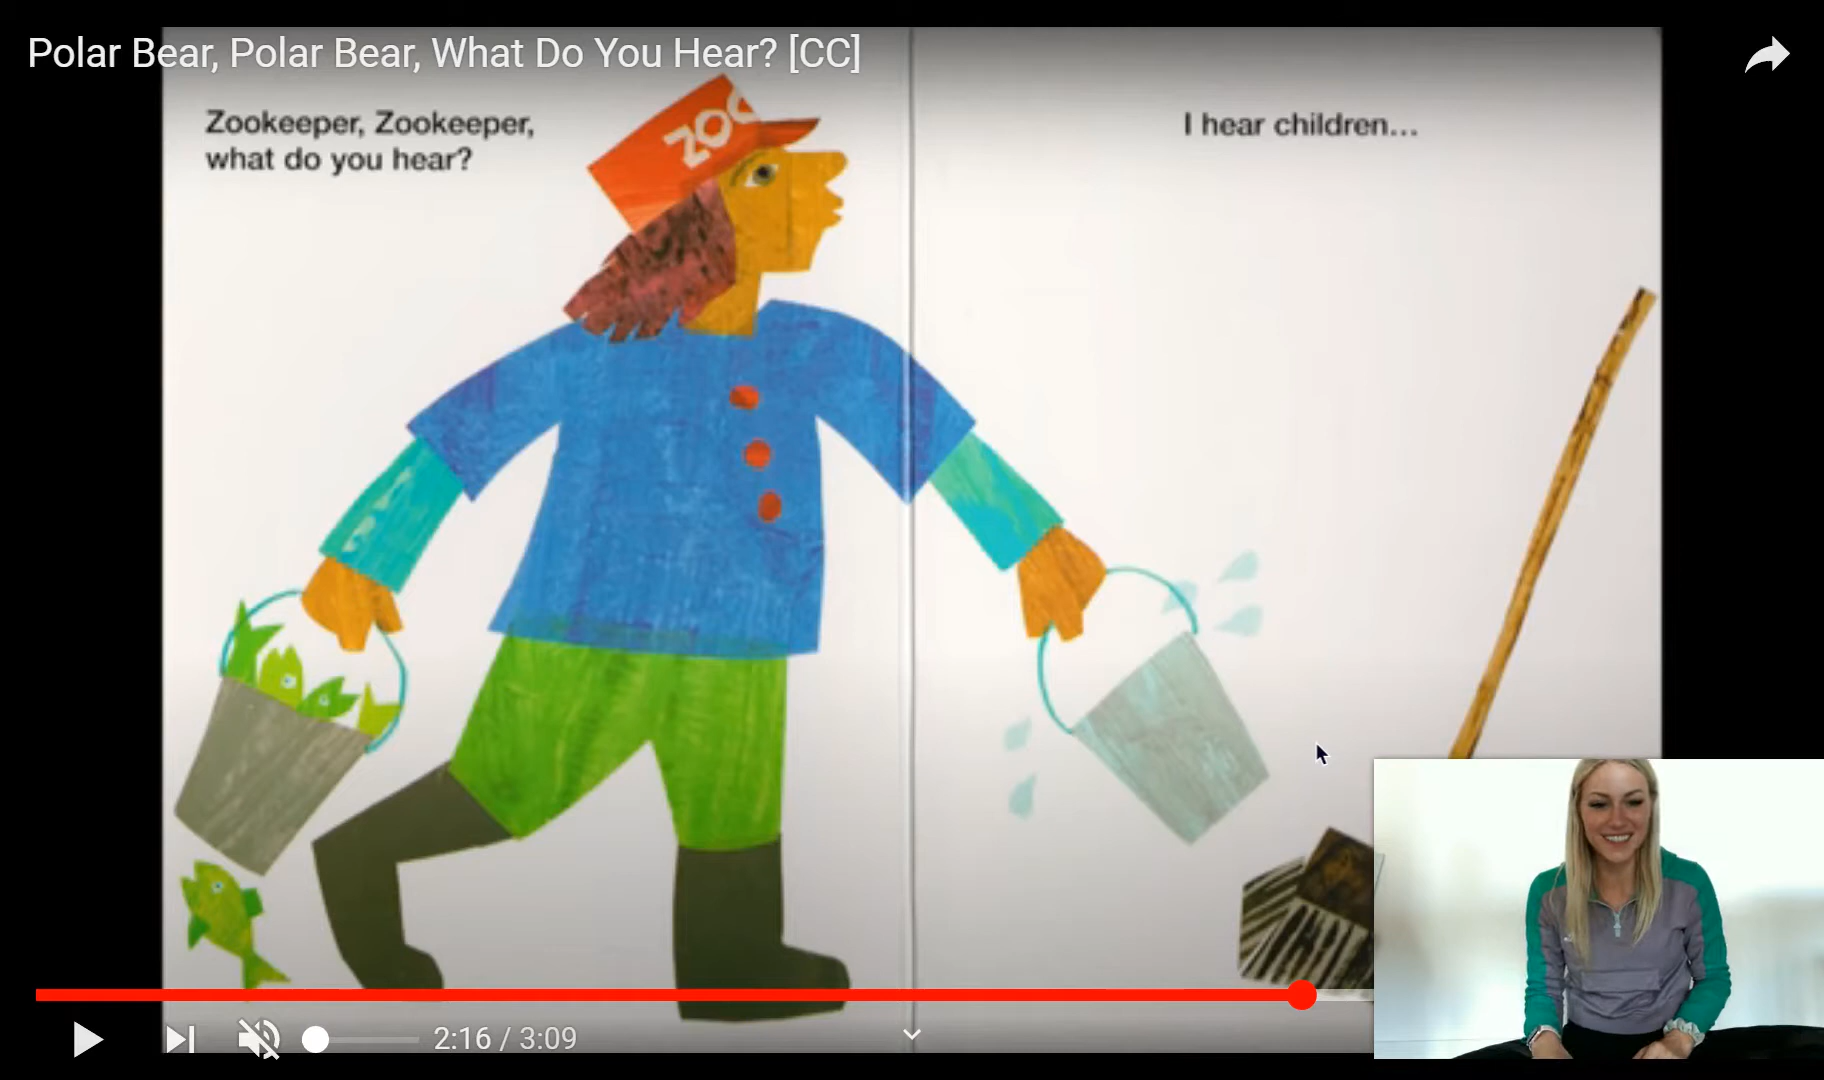 Polar Bear, Polar Bear, What Do You Hear? [CC]
Zookeeper, Zookeeper,
what do you hear?
ZOO
I hear children...
2:16 / 3:09